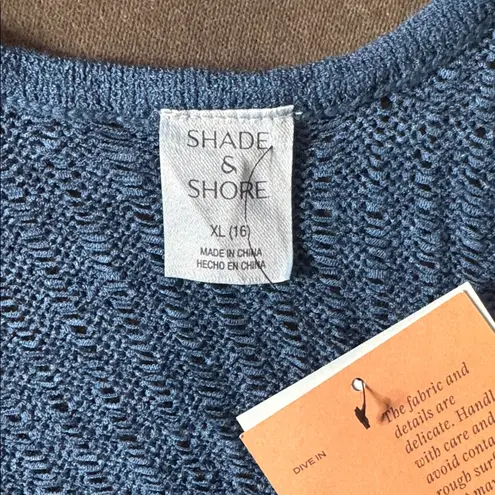 SHADE
&
SHORE
XL (16)
MADE IN CHINA
HECHO EN CHINA
DIVE IN
The fabric and
details are
delicate. Handl
with care and
avoid conta
rough sur